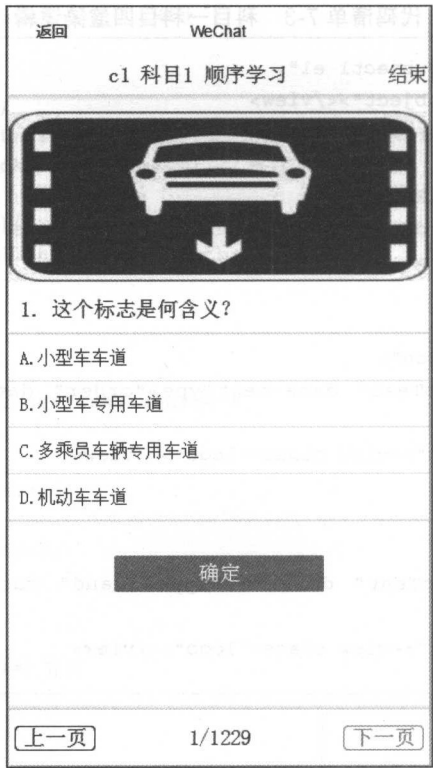 返回 WeChat
c1 科目1 顺序学习 结束
1. 这个标志是何含义?
A.小型车车道
B.小型车专用车道
C.多乘员车辆专用车道
D.机动车车道
确定
上一页 1/1229 下一页